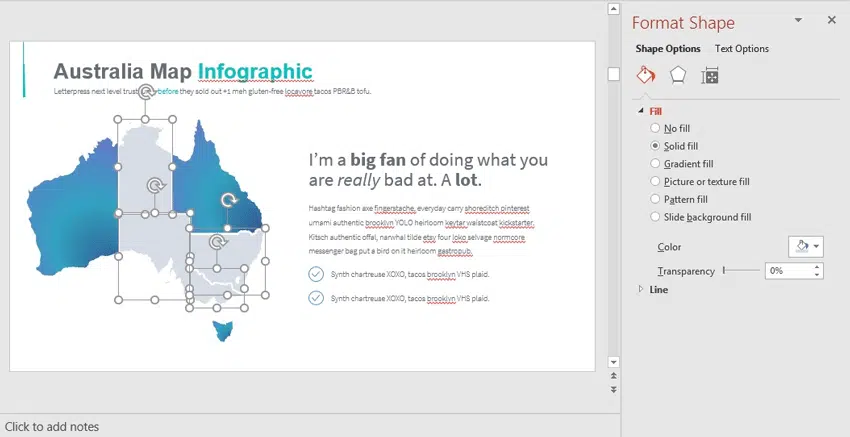 Format Shape
Shape Options Text Options
Fill
No fill
Solid fill
Gradient fill
Picture or texture fill
Pattern fill
Slide background fill
Color
Transparency 0%
Line
Australia Map Infographic
Letterpress next level trust before they sold out +1 meh gluten-free locavore tacos PBR&B tofu.
I'm a big fan of doing what you
are really bad at. A lot.
Hashtag fashion axe fingerstache, everyday carry shoreditch pinterest
umami authentic brooklyn YOLO heirloom keytar waistcoat kickstarter.
Kitsch authentic offal, narwhal tilde etsy four loko selvage normcore
messenger bag put a bird on it heirloom gastropub.
Synth chartreuse XOXO, tacos brooklyn VHS plaid.
Synth chartreuse XOXO, tacos brooklyn VHS plaid.
Click to add notes